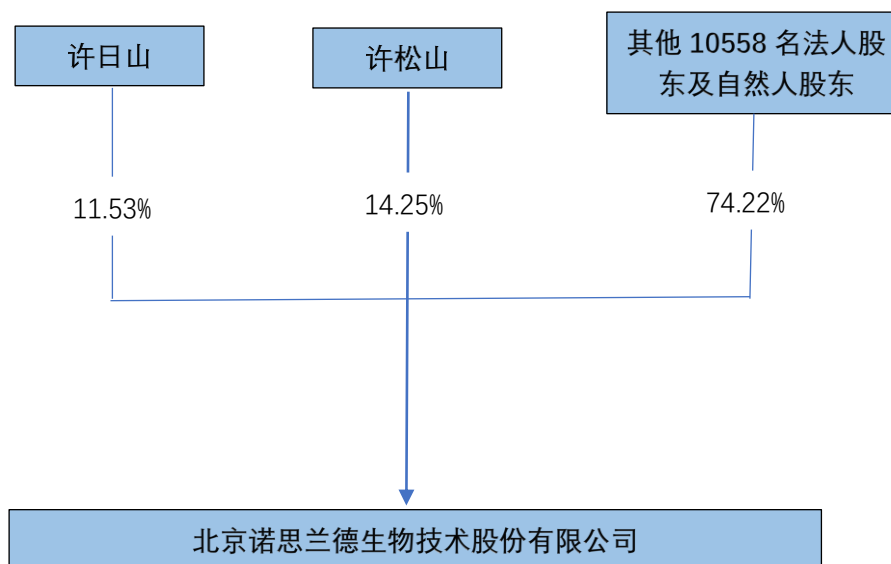 许日山
许松山
其他 10558 名法人股
东及自然人股东
11.53%
14.25%
74.22%
北京诺思兰德生物技术股份有限公司